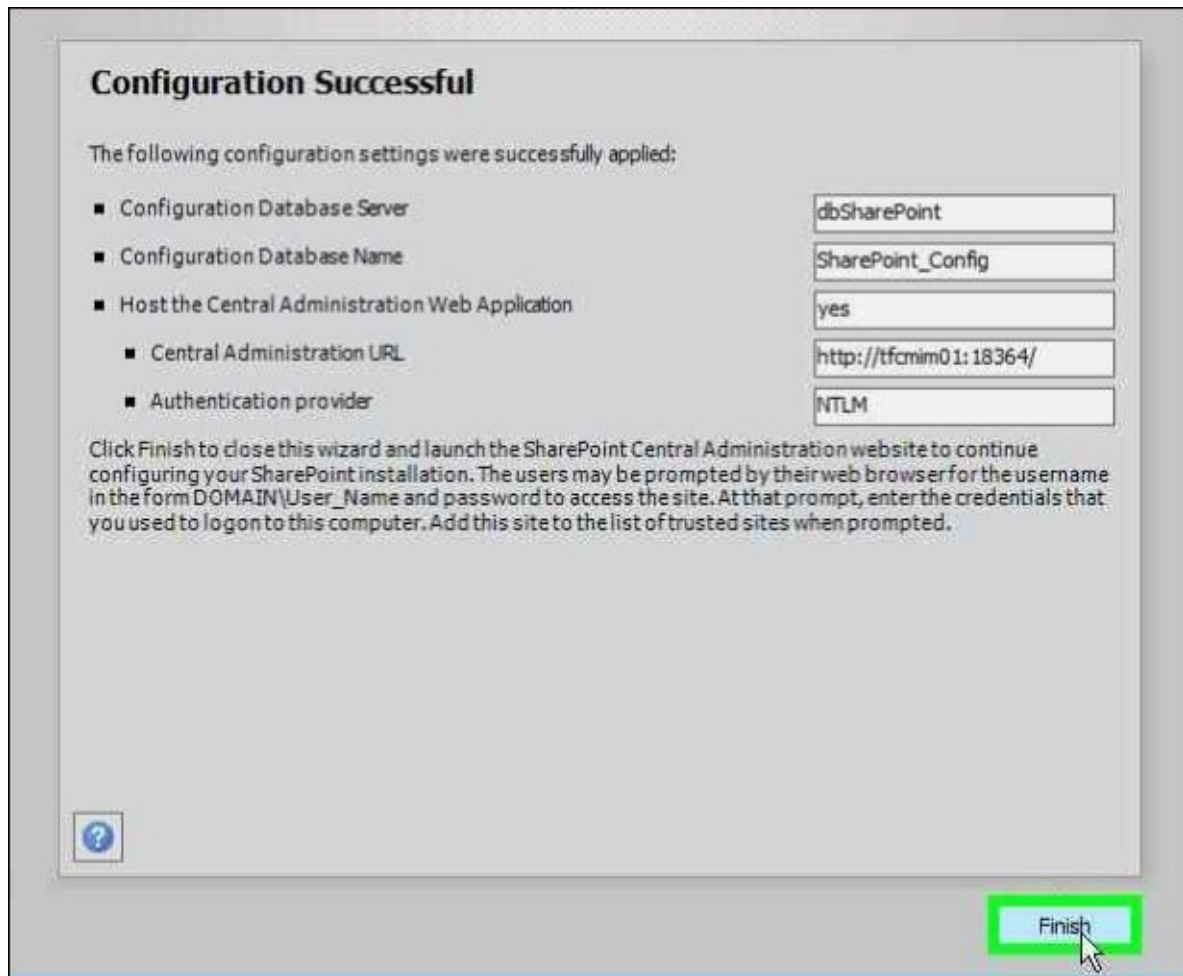 Configuration Successful
The following configuration settings were successfully applied:
Configuration Database Server
dbSharePoint
Configuration Database Name
SharePoint_Config
Host the Central Administration Web Application
yes
Central Administration URL
http://tfcmim01:18364/
Authentication provider
NTLM
Click Finish to close this wizard and launch the SharePoint Central Administration website to continue
configuring your SharePoint installation. The users may be prompted by their web browser for the username
in the form DOMAIN\User_Name and password to access the site. At that prompt, enter the credentials that
you used to logon to this computer. Add this site to the list of trusted sites when prompted.
?
Finish